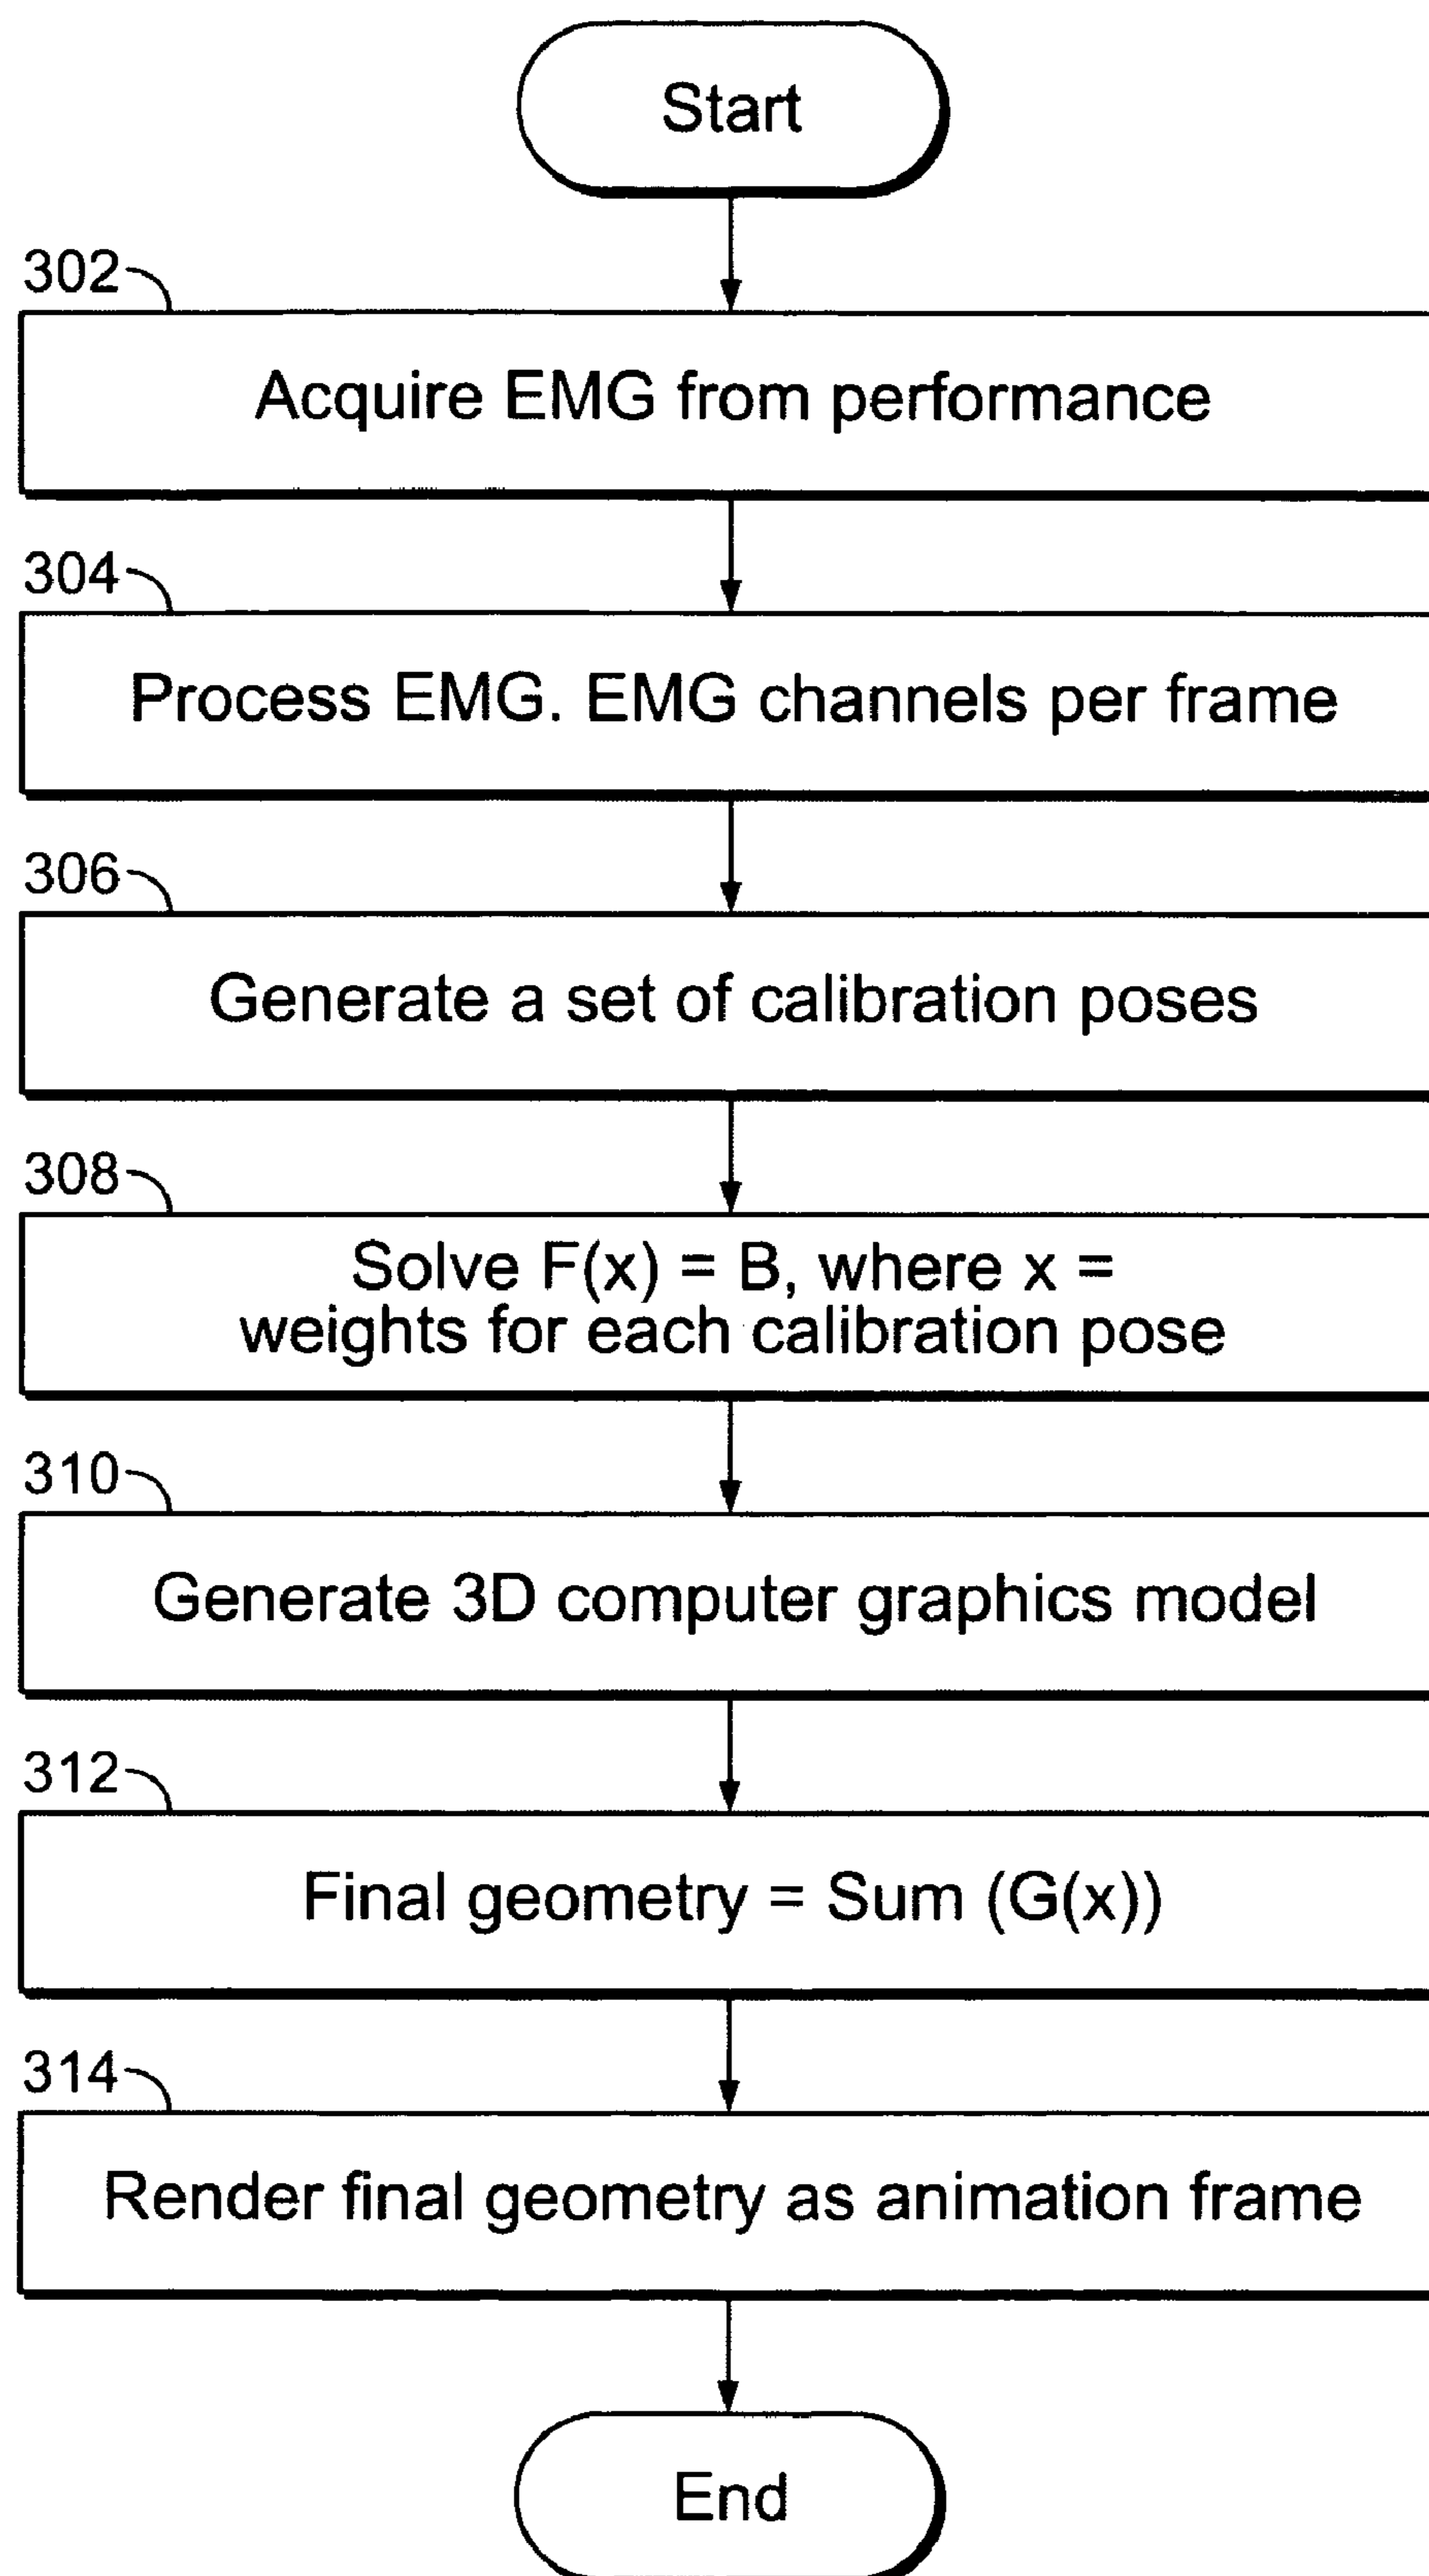 Start
302
Acquire EMG from performance
304
Process EMG. EMG channels per frame
306
Generate a set of calibration poses
308
Solve F(x) = B, where x =
weights for each calibration pose
310
Generate 3D computer graphics model
312
Final geometry = Sum (G(x))
314
Render final geometry as animation frame
End